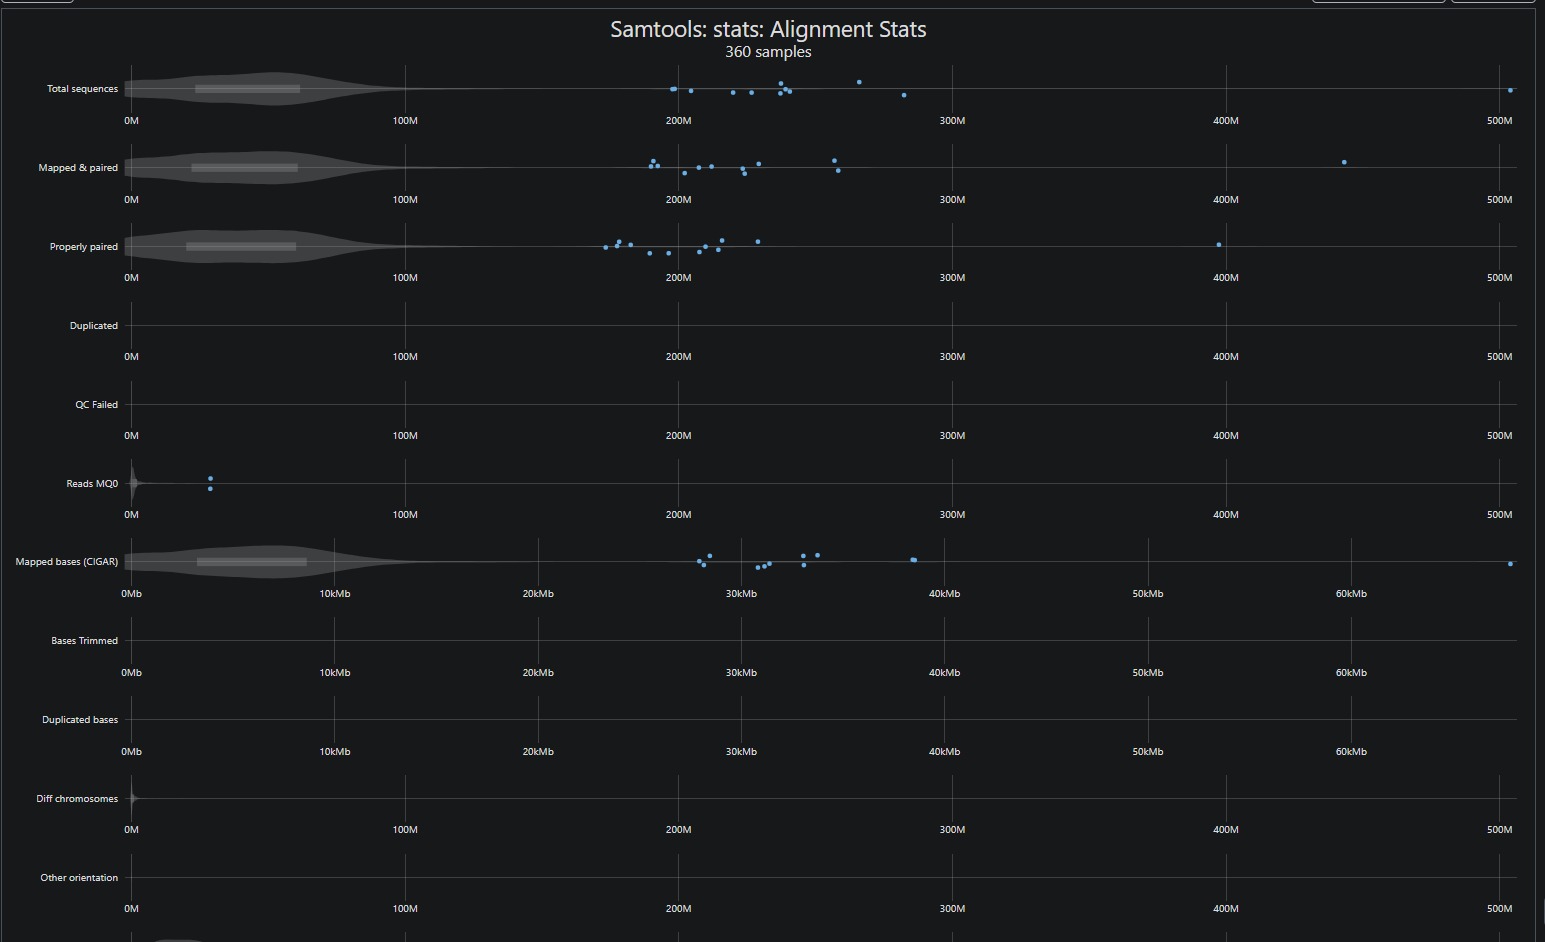 Samtools: stats: Alignment Stats
360 samples
Total sequences
0M 100M 200M 300M 400M 500M
Mapped & paired
0M 100M 200M 300M 400M 500M
Properly paired
0M 100M 200M 300M 400M 500M
Duplicated
0M 100M 200M 300M 400M 500M
QC Failed
0M 100M 200M 300M 400M 500M
Reads MQ0
0M 100M 200M 300M 400M 500M
Mapped bases (CIGAR)
0Mb 10kMb 20kMb 30kMb 40kMb 50kMb 60kMb
Bases Trimmed
0Mb 10kMb 20kMb 30kMb 40kMb 50kMb 60kMb
Duplicated bases
0Mb 10kMb 20kMb 30kMb 40kMb 50kMb 60kMb
Diff chromosomes
0M 100M 200M 300M 400M 500M
Other orientation
0M 100M 200M 300M 400M 500M